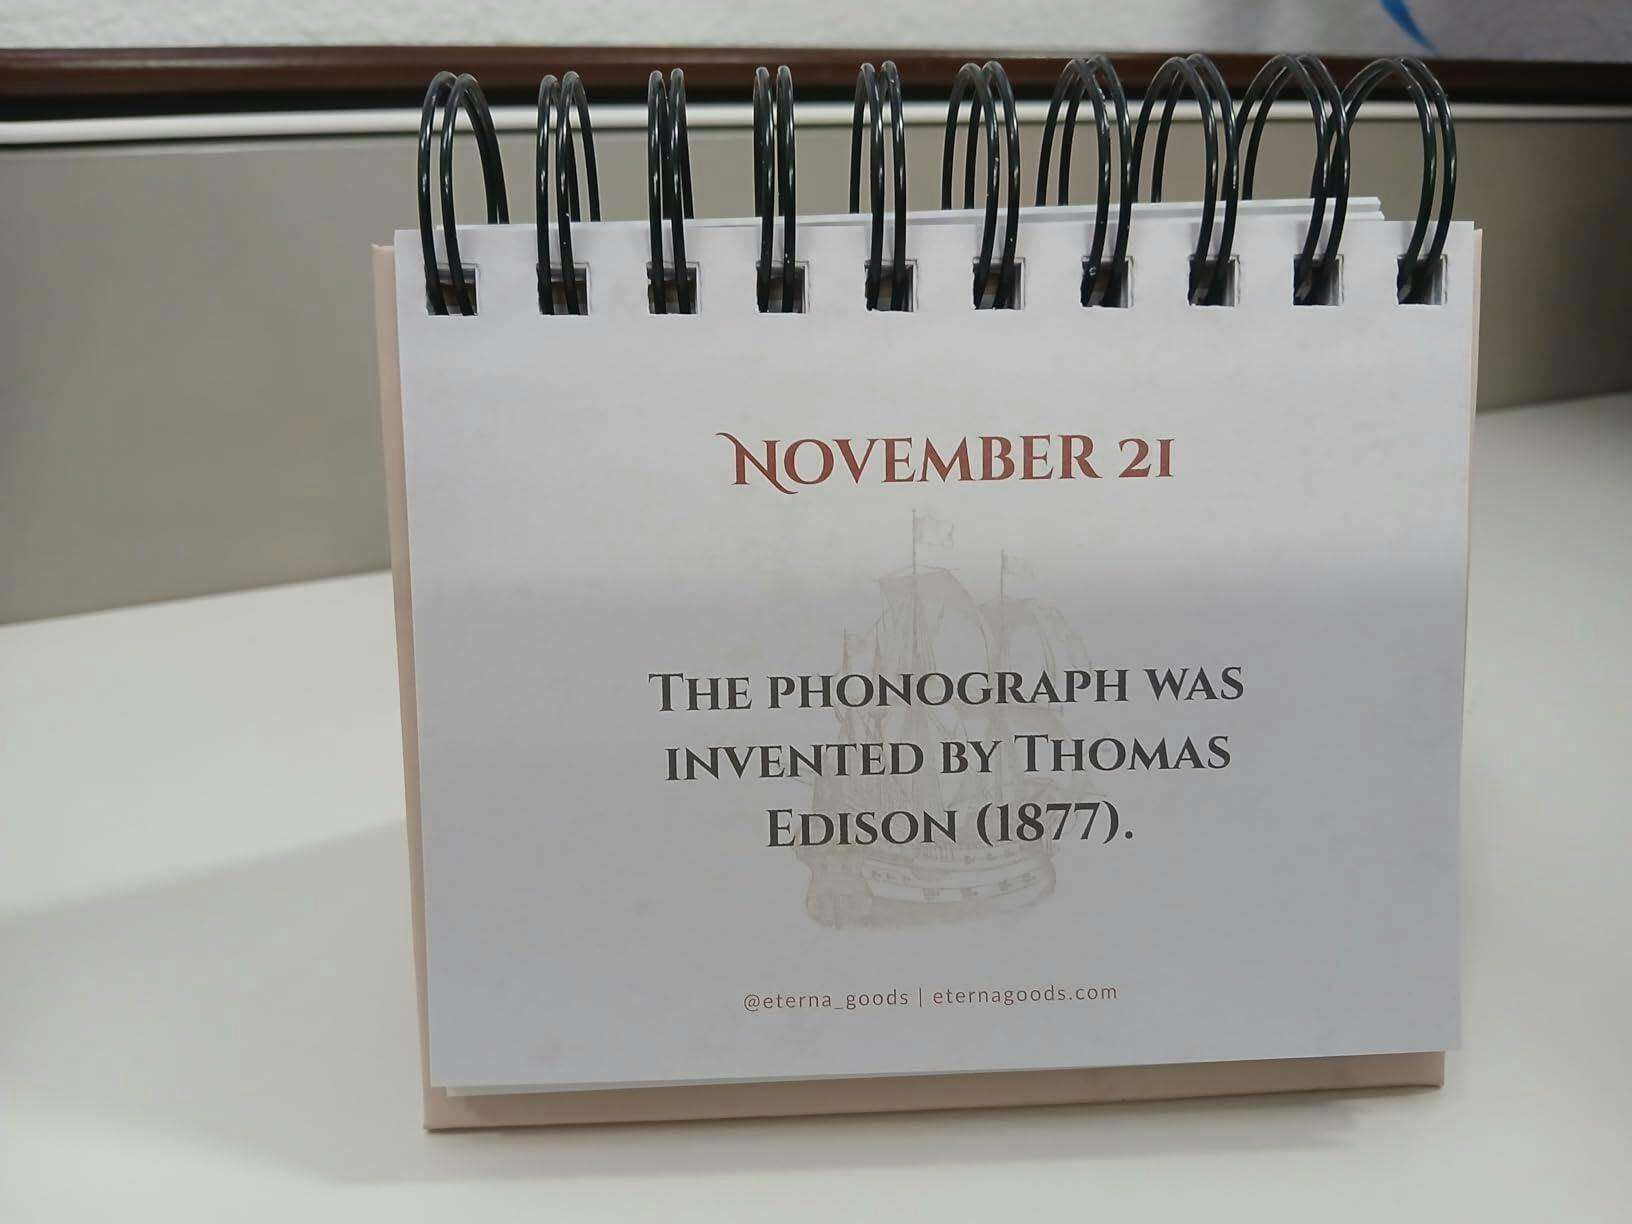 November 21
The phonograph was
invented by Thomas
Edison (1877).
@eterna_goods | eternagoods.com